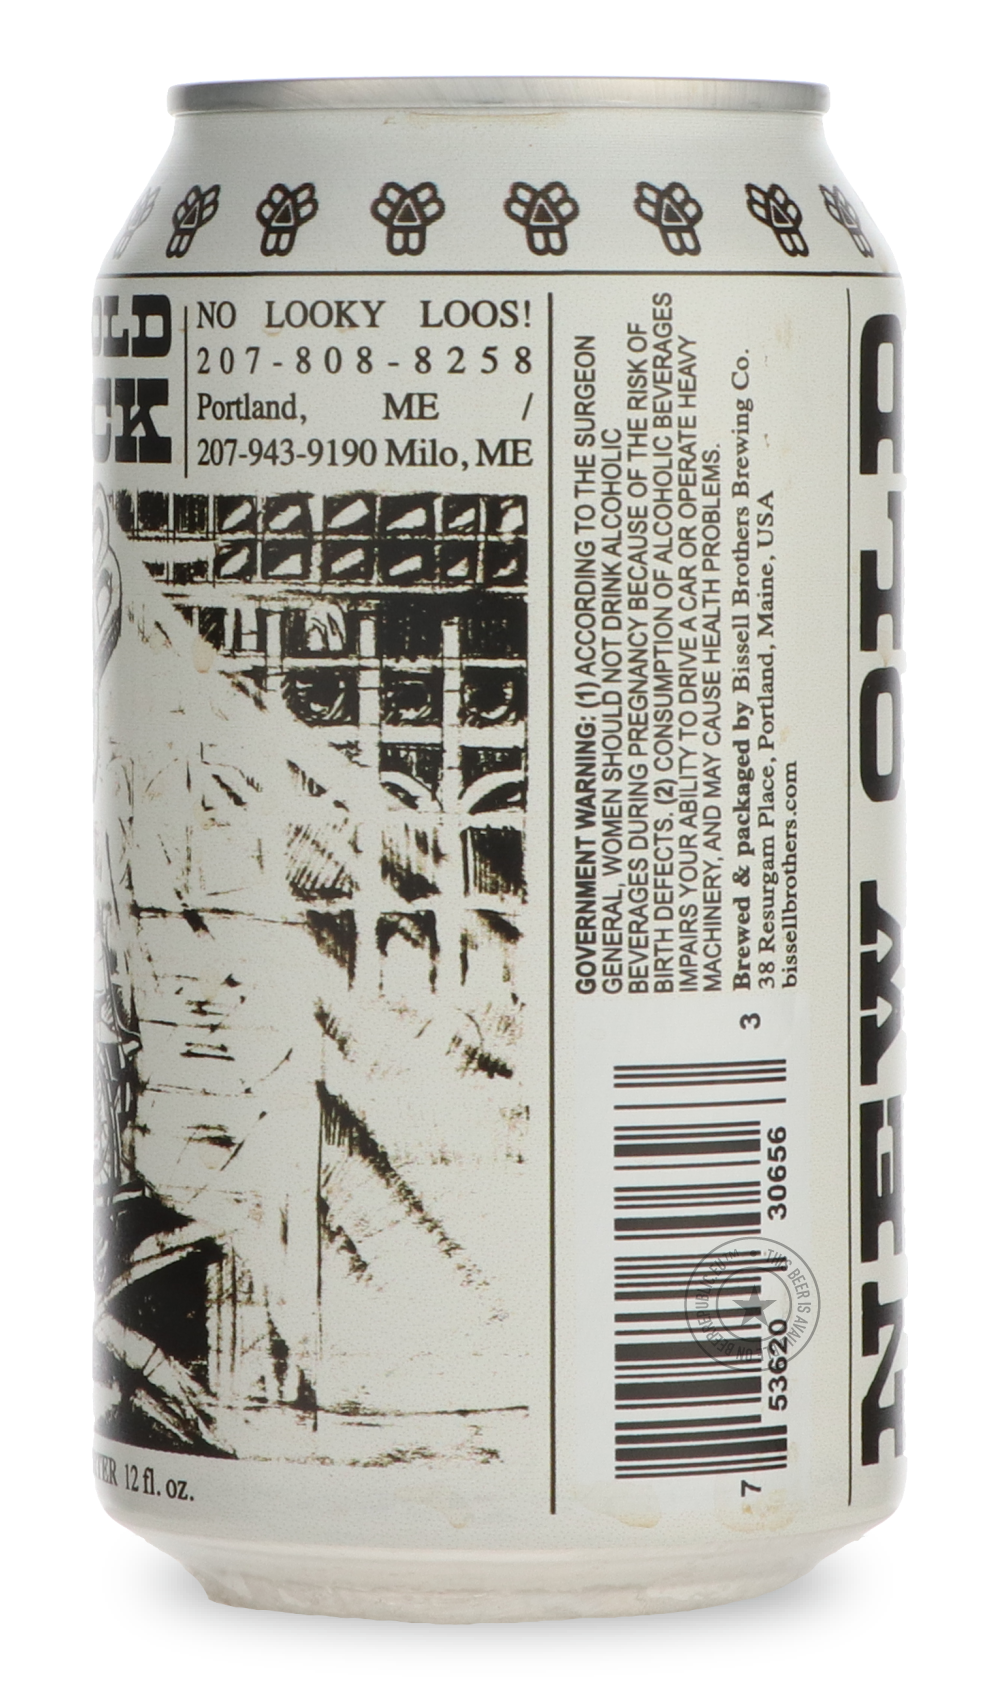 NO LOOKY LOOS!
207-808-8258
Portland, ME /
207-943-9190 Milo, ME
12 fl. oz.
GOVERNMENT WARNING: (1) ACCORDING TO THE SURGEON
GENERAL, WOMEN SHOULD NOT DRINK ALCOHOLIC
BEVERAGES DURING PREGNANCY BECAUSE OF THE RISK OF
BIRTH DEFECTS. (2) CONSUMPTION OF ALCOHOLIC BEVERAGES
IMPAIRS YOUR ABILITY TO DRIVE A CAR OR OPERATE HEAVY
MACHINERY, AND MAY CAUSE HEALTH PROBLEMS.
Brewed & packaged by Bissell Brothers Brewing Co.
38 Resurgam Place, Portland, Maine, USA
bissellbrothers.com
7 53620 30656 3